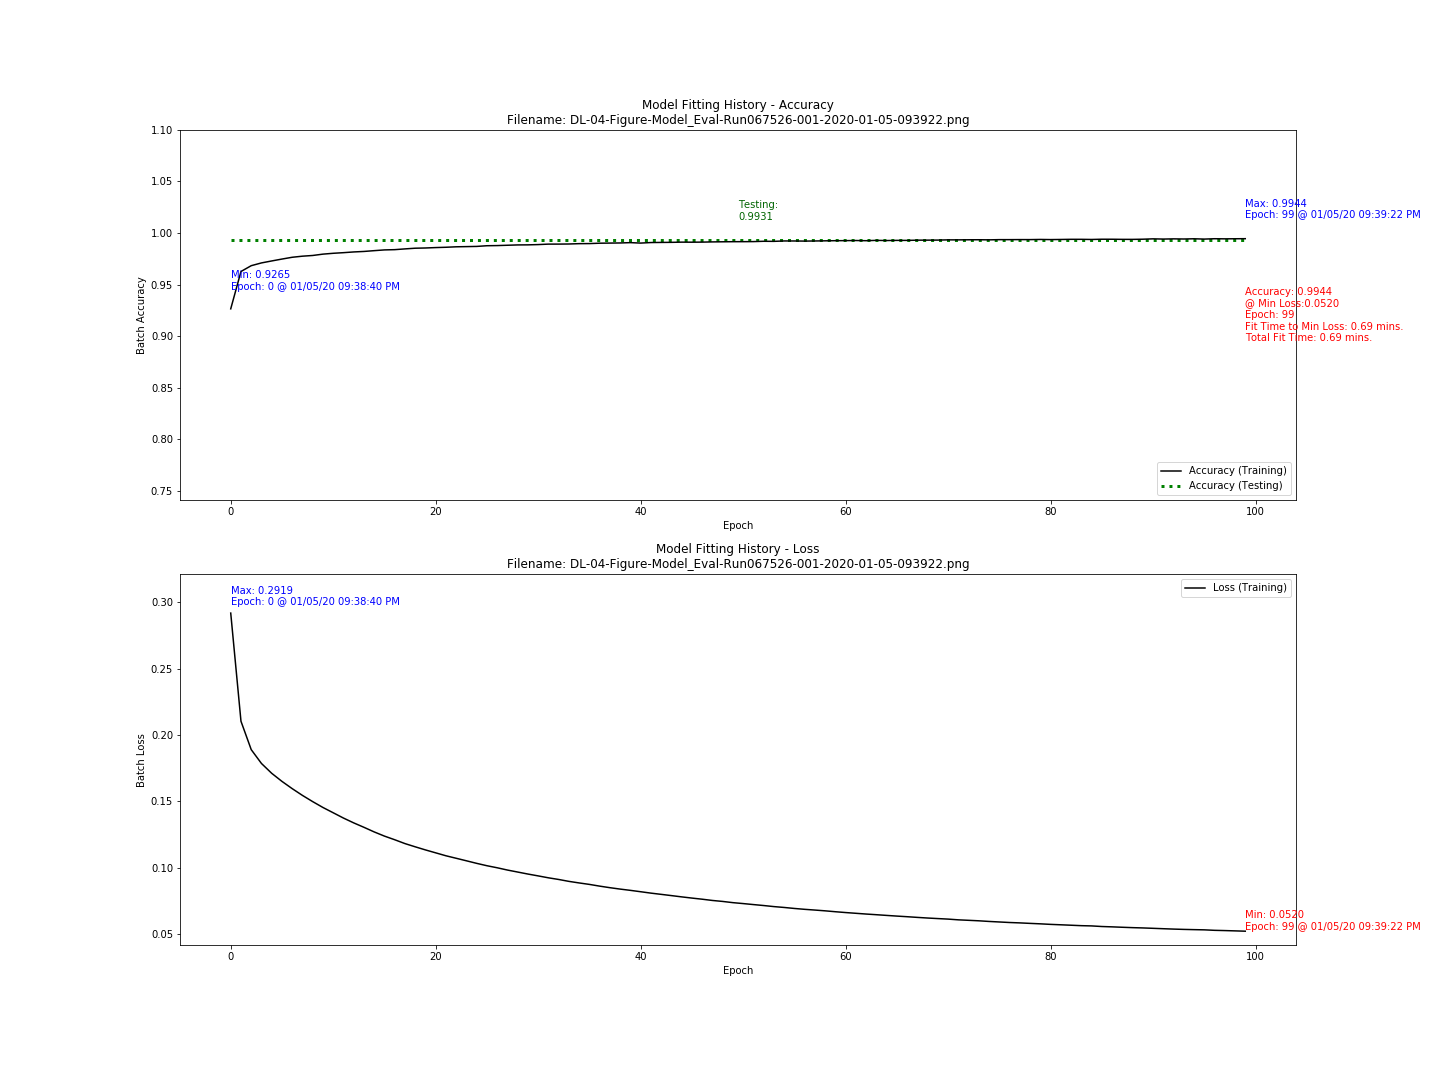 Model Fitting History - Accuracy
Filename: DL-04-Figure-Model_Eval-Run067526-001-2020-01-05-093922.png
1.10
1.05
1.00
0.95
0.90
0.85
0.80
0.75
Batch Accuracy
Testing:
0.9931
Max: 0.9944
Epoch: 99 @ 01/05/20 09:39:22 PM
Min: 0.9265
Epoch: 0 @ 01/05/20 09:38:40 PM
Accuracy: 0.9944
@ Min Loss:0.0520
Epoch: 99
Fit Time to Min Loss: 0.69 mins.
Total Fit Time: 0.69 mins.
Accuracy (Training)
Accuracy (Testing)
0 20 40 60 80 100
Epoch
Model Fitting History - Loss
Filename: DL-04-Figure-Model_Eval-Run067526-001-2020-01-05-093922.png
Max: 0.2919
Epoch: 0 @ 01/05/20 09:38:40 PM
Loss (Training)
0.30
0.25
0.20
0.15
0.10
0.05
Batch Loss
Min: 0.0520
Epoch: 99 @ 01/05/20 09:39:22 PM
0 20 40 60 80 100
Epoch